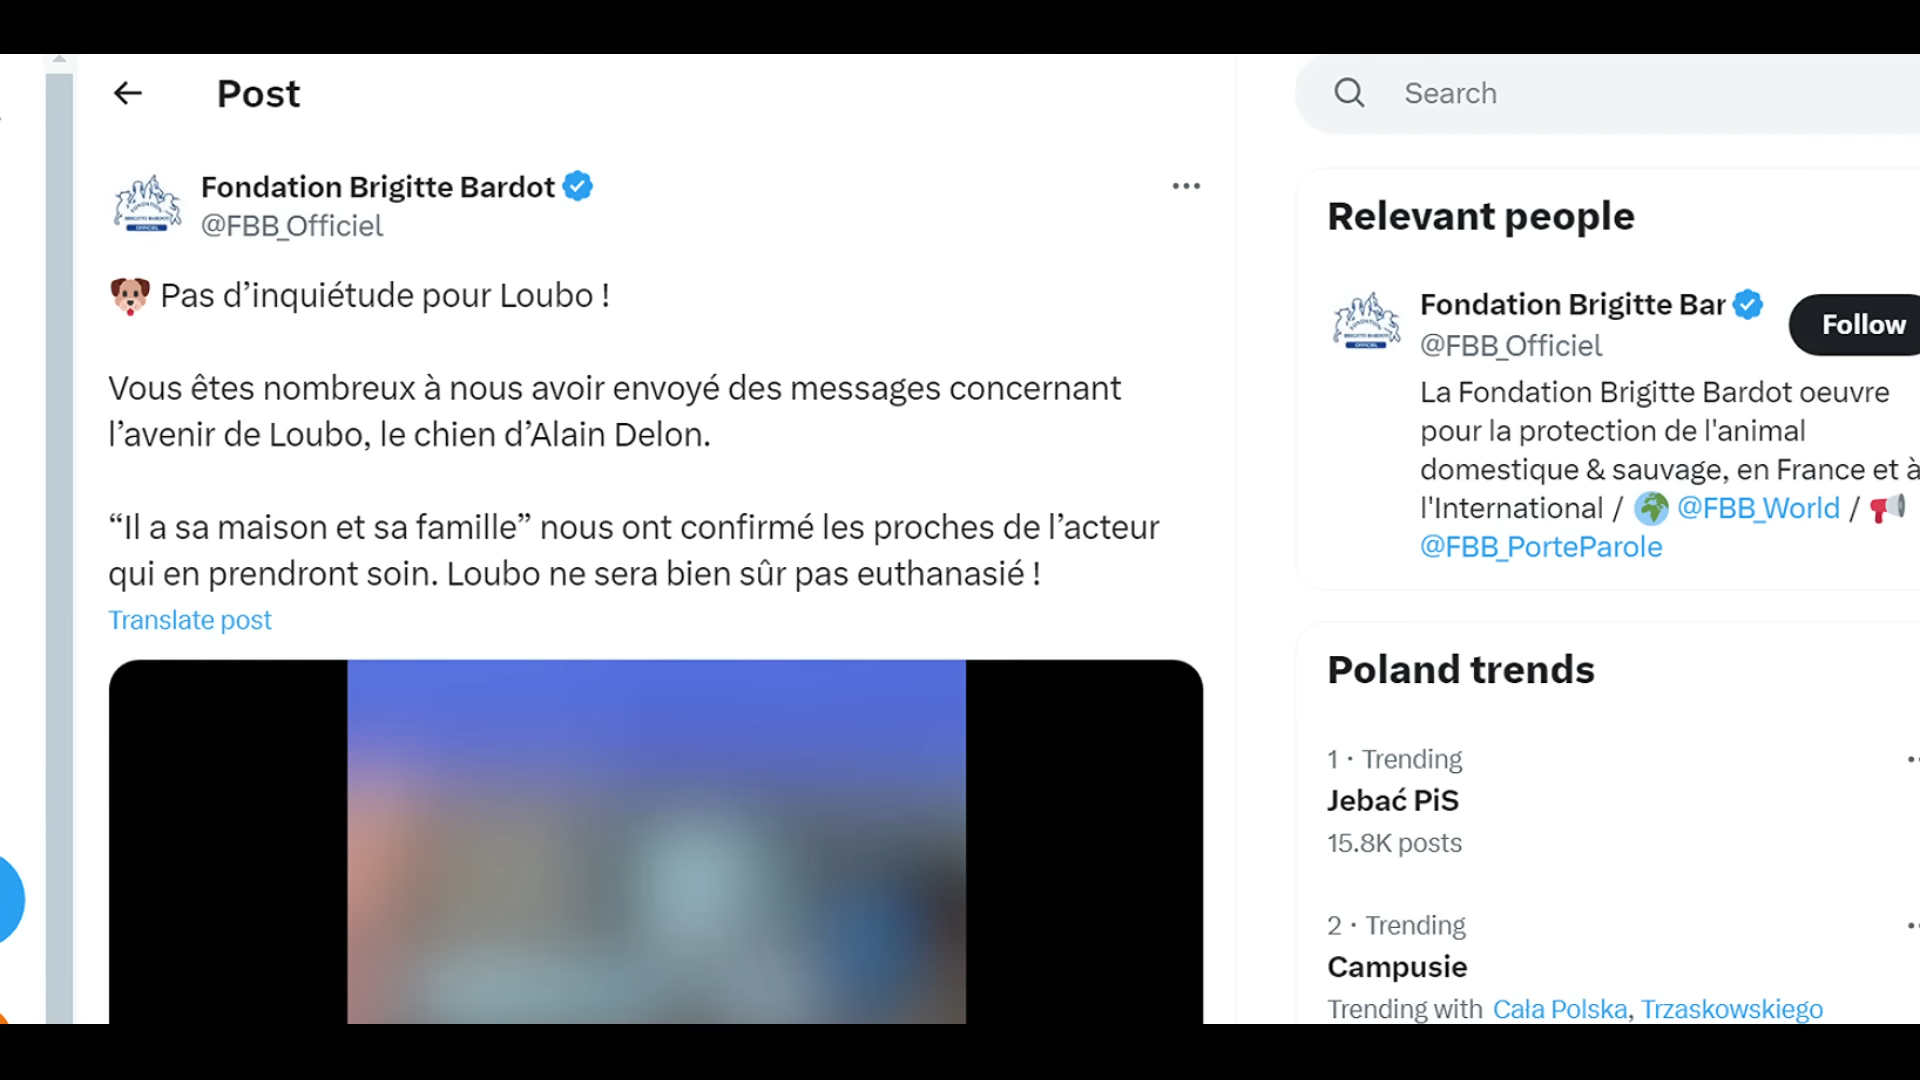 Post
Fondation Brigitte Bardot
@FBB_Officiel
Pas d’inquiétude pour Loubo !
Vous êtes nombreux à nous avoir envoyé des messages concernant
l’avenir de Loubo, le chien d’Alain Delon.
“Il a sa maison et sa famille” nous ont confirmé les proches de l’acteur
qui en prendront soin. Loubo ne sera bien sûr pas euthanasié !
Translate post
Search
Relevant people
Fondation Brigitte Bar
@FBB_Officiel
Follow
La Fondation Brigitte Bardot oeuvre
pour la protection de l'animal
domestique & sauvage, en France et à
l'International / @FBB_World /
@FBB_PorteParole
Poland trends
1 · Trending
Jebać PiS
15.8K posts
2 · Trending
Campusie
Trending with Cała Polska, Trzaskowskiego